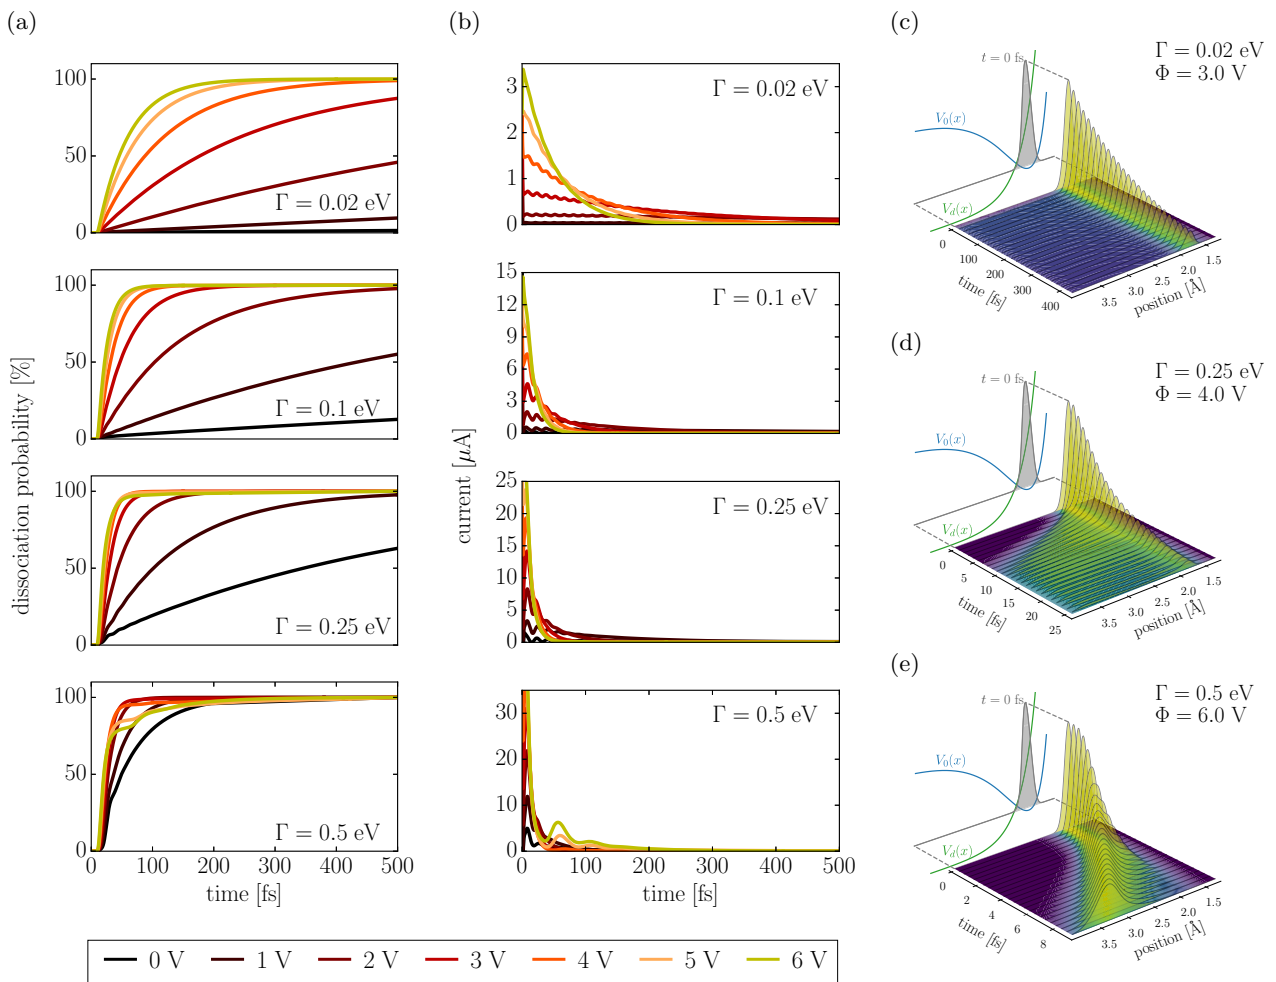 (a)
dissociation probability [%]
100
50
0
Γ = 0.02 eV
100
50
0
Γ = 0.1 eV
100
50
0
Γ = 0.25 eV
100
50
0
Γ = 0.5 eV
0 100 200 300 400 500
time [fs]
(b)
current [μA]
3
2
1
0
Γ = 0.02 eV
15
12
9
6
3
0
Γ = 0.1 eV
25
20
15
10
5
0
Γ = 0.25 eV
30
20
10
0
Γ = 0.5 eV
0 100 200 300 400 500
time [fs]
0 V 1 V 2 V 3 V 4 V 5 V 6 V
(c)
Γ = 0.02 eV
Φ = 3.0 V
t = 0 fs
V₀(x)
V_d(x)
0 100 200 300 400
time [fs]
3.5 3.0 2.5 2.0 1.5
position [Å]
(d)
Γ = 0.25 eV
Φ = 4.0 V
t = 0 fs
V₀(x)
V_d(x)
0 5 10 15 20 25
time [fs]
3.5 3.0 2.5 2.0 1.5
position [Å]
(e)
Γ = 0.5 eV
Φ = 6.0 V
t = 0 fs
V₀(x)
V_d(x)
0 2 4 6 8
time [fs]
3.5 3.0 2.5 2.0 1.5
position [Å]